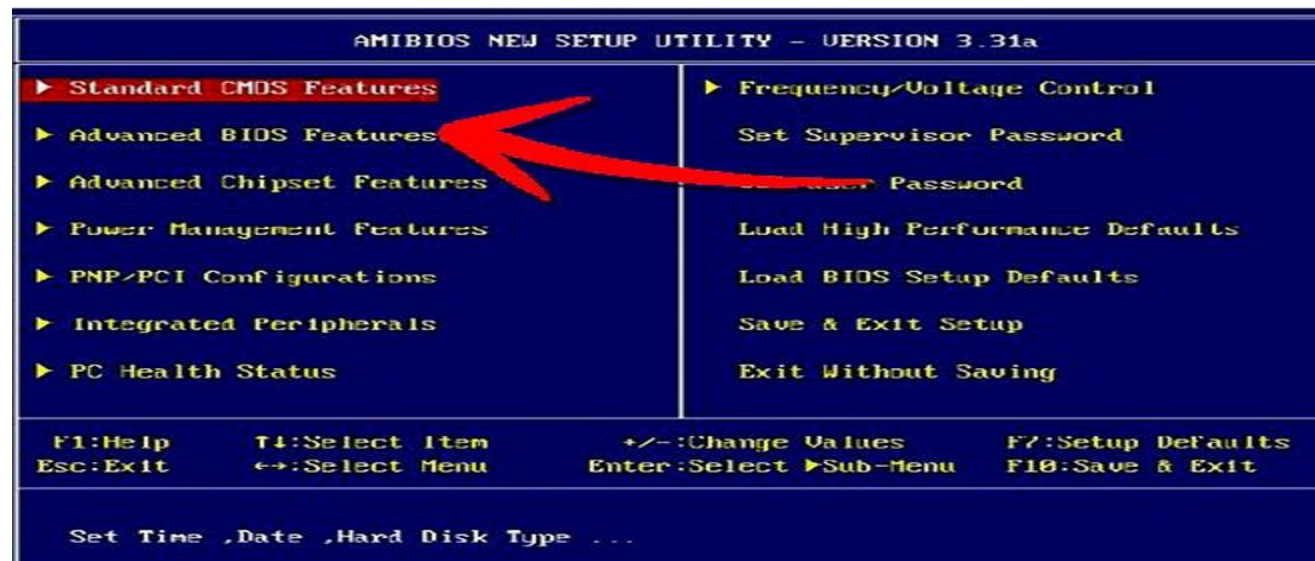 AMIBIOS NEW SETUP UTILITY - VERSION 3.31a
▶ Standard CMOS Features
▶ Advanced BIOS Features
▶ Advanced Chipset Features
▶ Power Management Features
▶ PNP/PCI Configurations
▶ Integrated Peripherals
▶ PC Health Status
▶ Frequency/Voltage Control
Set Supervisor Password
Password
Load High Performance Defaults
Load BIOS Setup Defaults
Save & Exit Setup
Exit Without Saving
F1:Help ↑↓:Select Item +/-:Change Values F7:Setup Defaults
Esc:Exit ←→:Select Menu Enter:Select ▶Sub-Menu F10:Save & Exit
Set Time ,Date ,Hard Disk Type ...